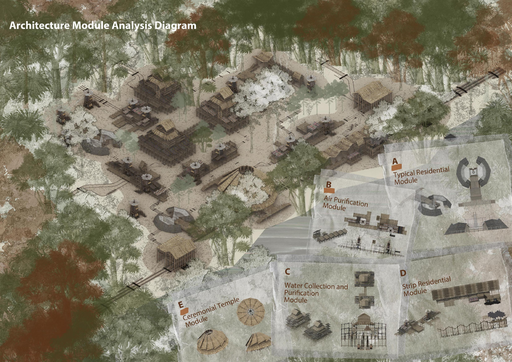 Architecture Module Analysis Diagram
A
Typical Residential
Module
B
Air Purification
Module
C
Water Collection and
Purification
Module
D
Strip Residential
Module
E
Ceremonial Temple
Module